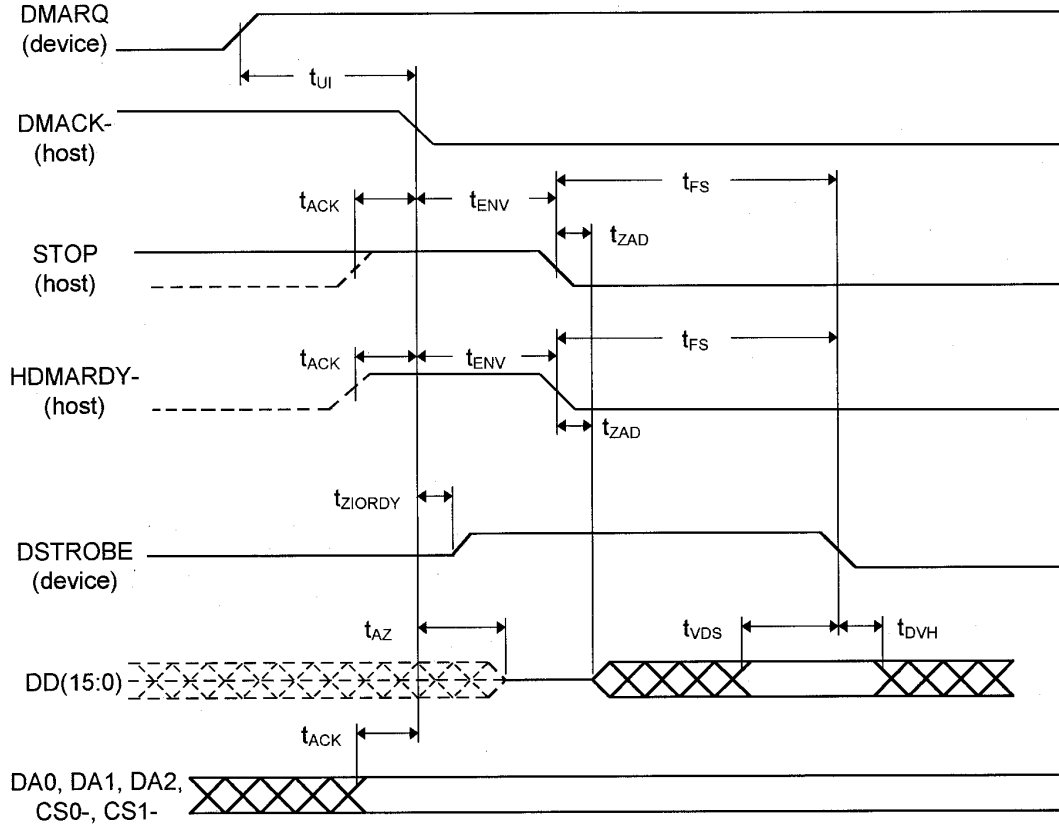 DMARQ
(device)
tUI
DMACK-
(host)
tACK
tENV
tFS
tZAD
STOP
(host)
tACK
tENV
tFS
HDMARDY-
(host)
tZAD
tZIORDY
DSTROBE
(device)
tAZ
tVDS
tDVH
DD(15:0)
tACK
DA0, DA1, DA2,
CS0-, CS1-